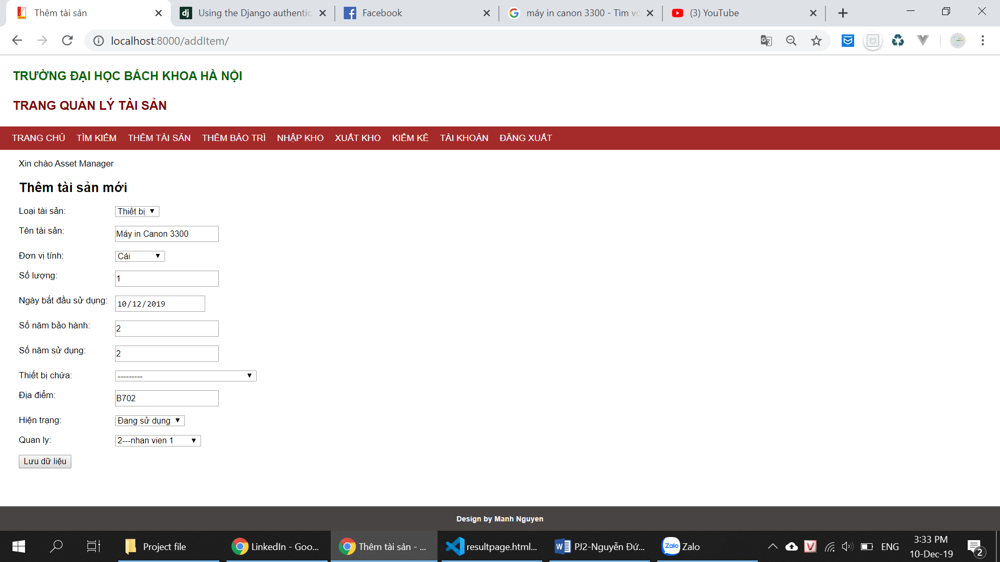 Thêm tài sản
Using the Django authentic
Facebook
máy in canon 3300 - Tìm vớ
(3) YouTube
localhost:8000/addItem/
TRƯỜNG ĐẠI HỌC BÁCH KHOA HÀ NỘI
TRANG QUẢN LÝ TÀI SẢN
TRANG CHỦ TÌM KIẾM THÊM TÀI SẢN THÊM BẢO TRÌ NHẬP KHO XUẤT KHO KIỂM KÊ TÀI KHOẢN ĐĂNG XUẤT
Xin chào Asset Manager
Thêm tài sản mới
Loại tài sản: Thiết bị
Tên tài sản: Máy in Canon 3300
Đơn vị tính: Cái
Số lượng: 1
Ngày bắt đầu sử dụng: 10/12/2019
Số năm bảo hành: 2
Số năm sử dụng: 2
Thiết bị chứa: ---------
Địa điểm: B702
Hiện trạng: Đang sử dụng
Quan ly: 2---nhan vien 1
Lưu dữ liệu
Design by Manh Nguyen
Project file
LinkedIn - Goo...
Thêm tài sản - ...
resultpage.html...
PJ2-Nguyễn Đứ...
Zalo
Zalo
ENG
3:33 PM
10-Dec-19
2